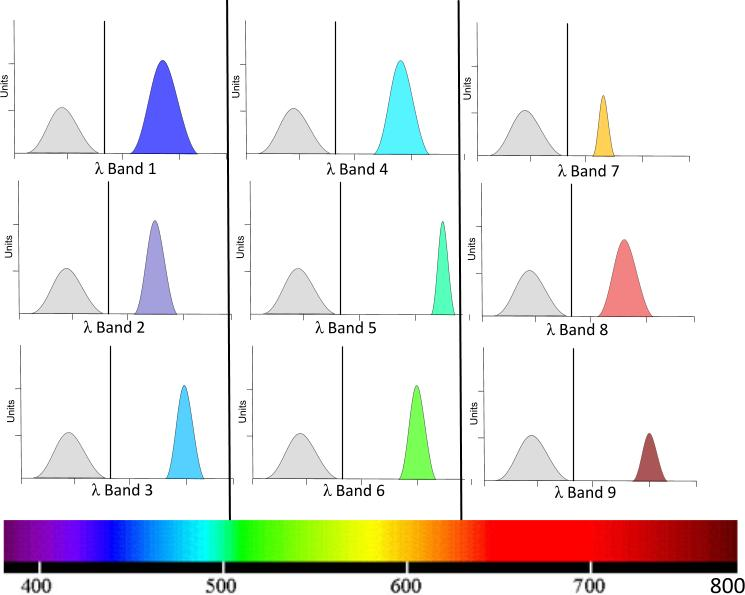 Units
λ Band 1
Units
λ Band 4
Units
λ Band 7
Units
λ Band 2
Units
λ Band 5
Units
λ Band 8
Units
λ Band 3
Units
λ Band 6
Units
λ Band 9
400 500 600 700 800